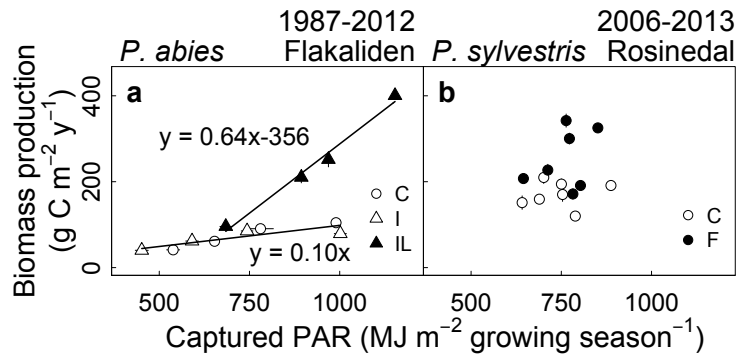 1987-2012
P. abies Flakaliden
2006-2013
P. sylvestris Rosinedal
a
y = 0.64x-356
y = 0.10x
C
I
IL
b
C
F
Biomass production
(g C m⁻² y⁻¹)
0
200
400
500
750
1000
500
750
1000
Captured PAR (MJ m⁻² growing season⁻¹)